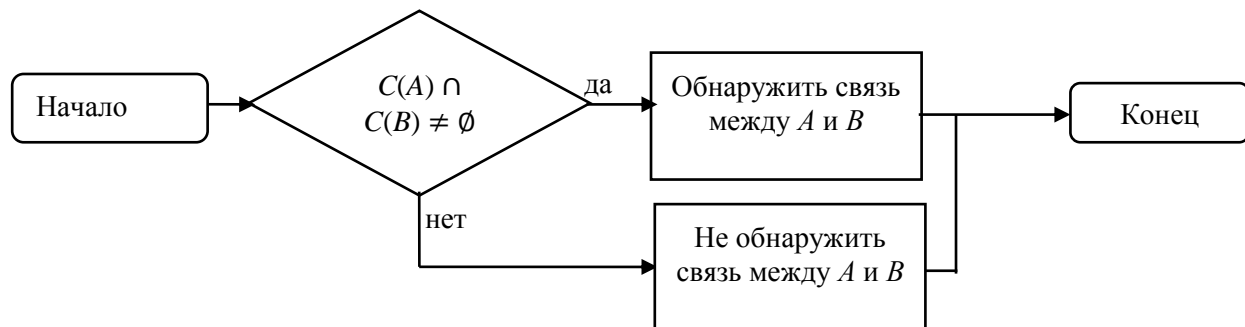 Начало
C(A) ∩
C(B) ≠ ∅
да
Обнаружить связь
между A и B
Конец
нет
Не обнаружить
связь между A и B